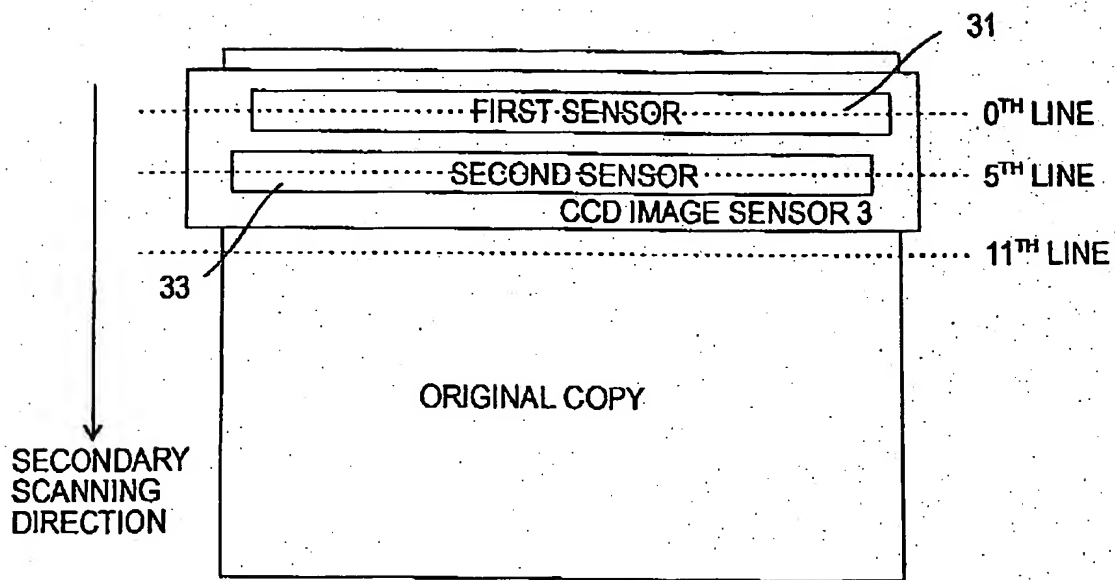 31
FIRST SENSOR
0TH LINE
SECOND SENSOR
5TH LINE
CCD IMAGE SENSOR 3
11TH LINE
33
ORIGINAL COPY
SECONDARY
SCANNING
DIRECTION